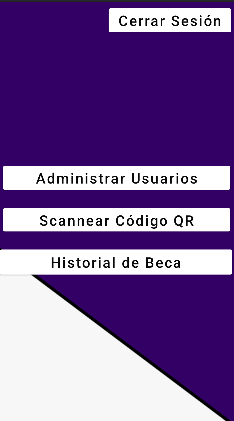 Cerrar Sesión
Administrar Usuarios
Scannear Código QR
Historial de Beca